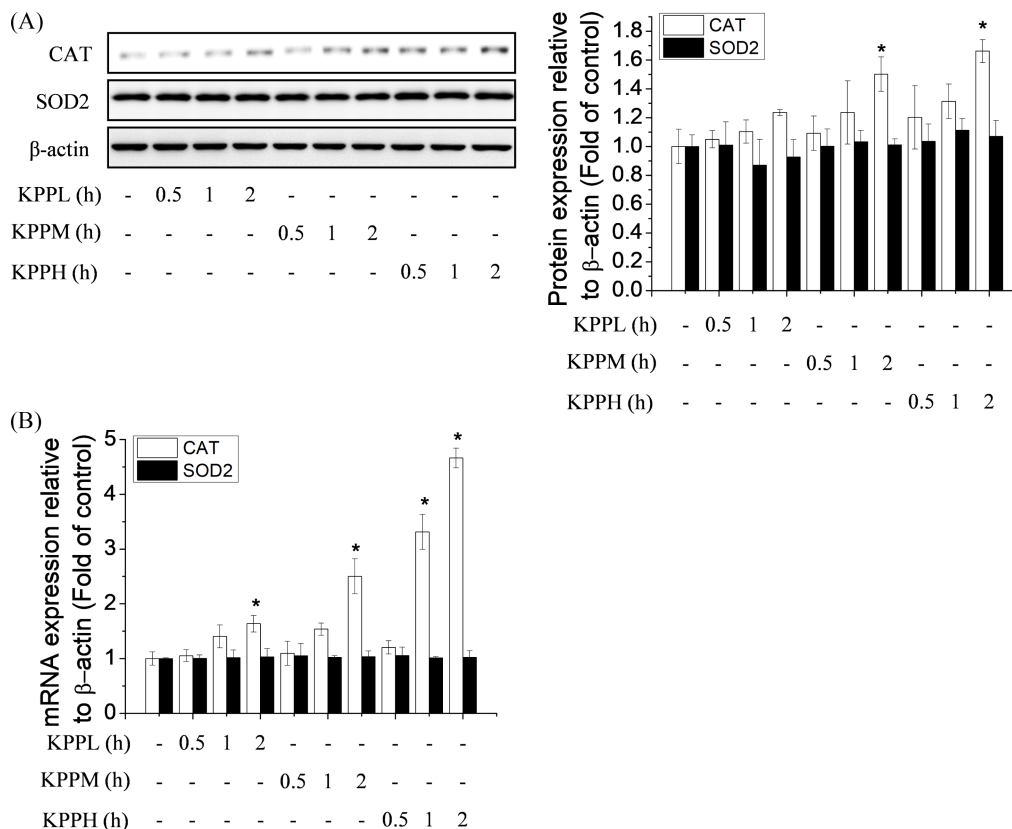 (A)
CAT
SOD2
β-actin
KPPL (h) - 0.5 1 2 - - - - - -
KPPM (h) - - - - 0.5 1 2 - - -
KPPH (h) - - - - - - - 0.5 1 2
Protein expression relative
to β–actin (Fold of control)
CAT
SOD2
1.8
1.6
1.4
1.2
1.0
0.8
0.6
0.4
0.2
0.0
*
*
KPPL (h) - 0.5 1 2 - - - - - -
KPPM (h) - - - - 0.5 1 2 - - -
KPPH (h) - - - - - - - 0.5 1 2
(B)
mRNA expression relative
to β–actin (Fold of control)
CAT
SOD2
5
4
3
2
1
0
*
*
*
*
KPPL (h) - 0.5 1 2 - - - - - -
KPPM (h) - - - - 0.5 1 2 - - -
KPPH (h) - - - - - - - 0.5 1 2